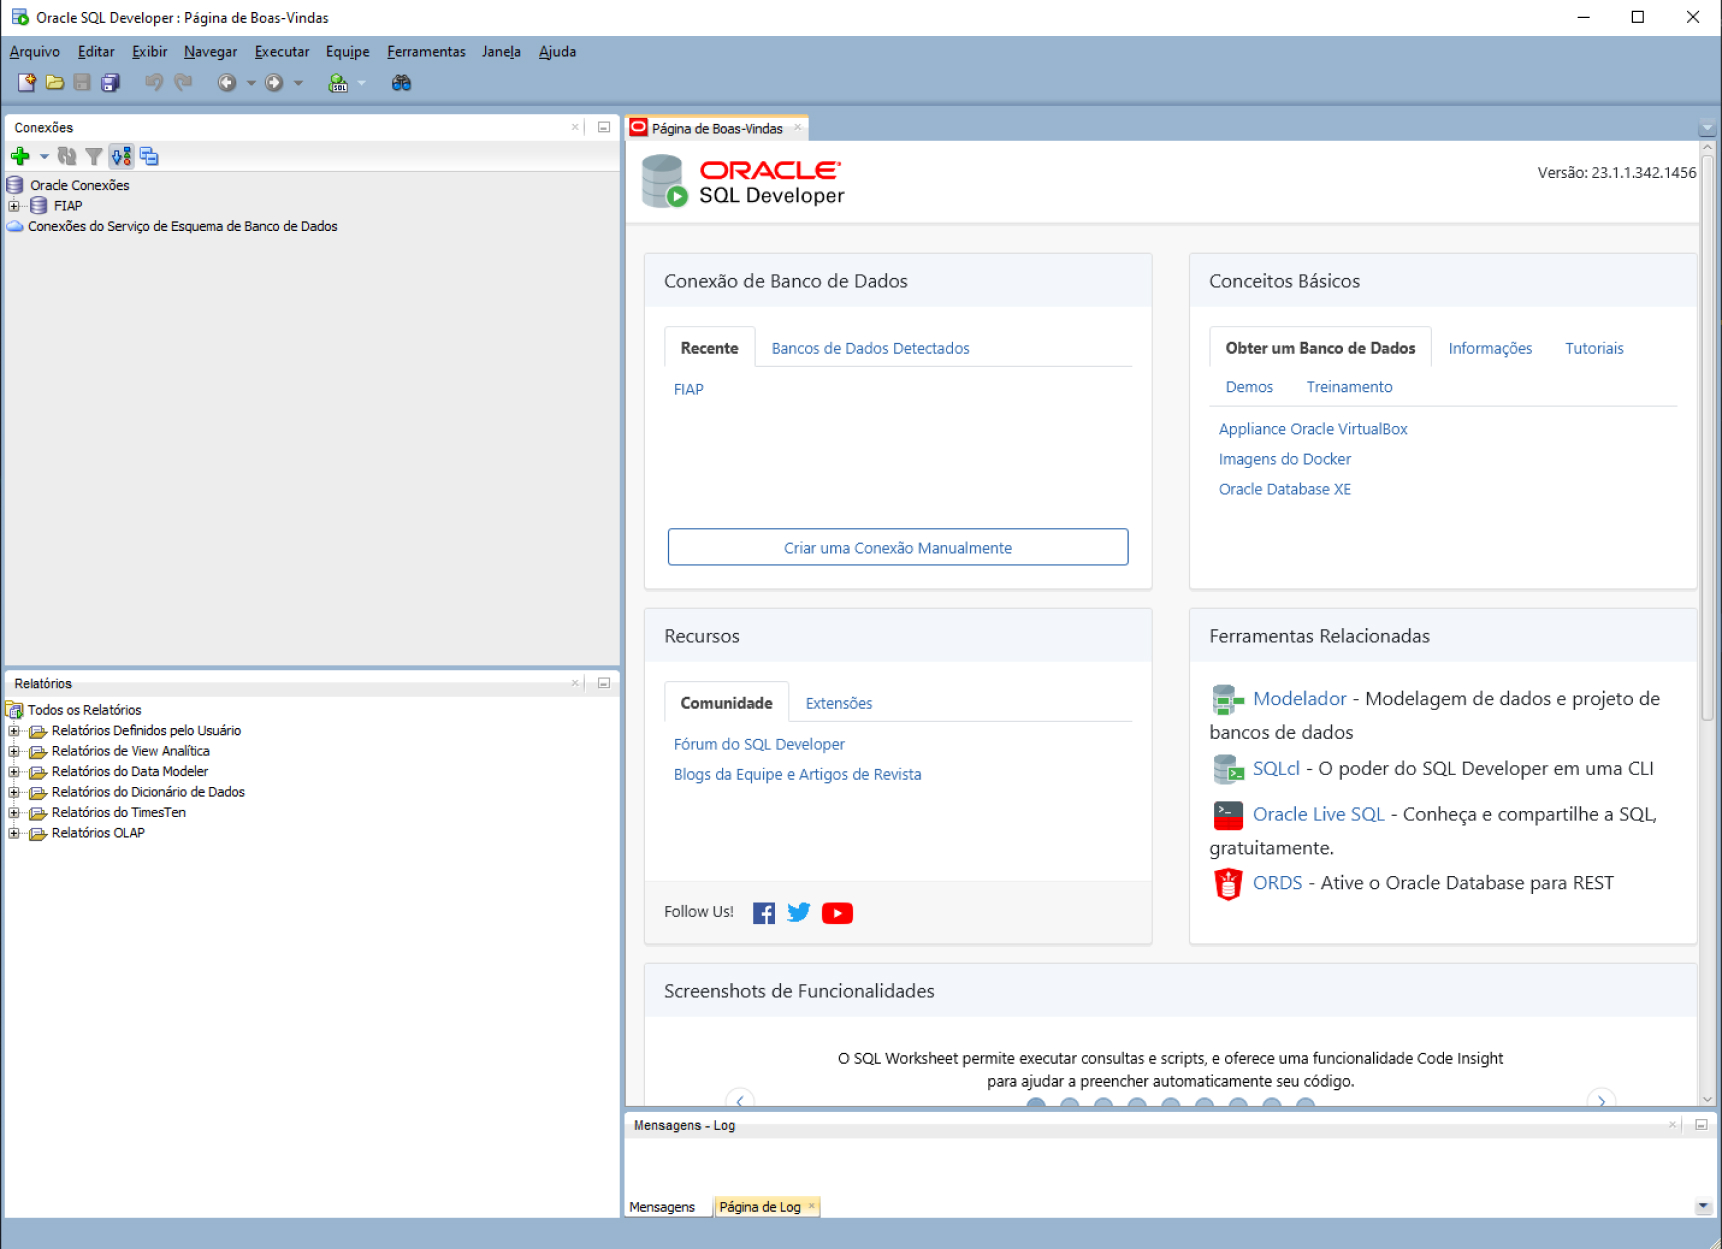 Oracle SQL Developer : Página de Boas-Vindas
Arquivo Editar Exibir Navegar Executar Equipe Ferramentas Janela Ajuda
SQL
Conexões
Oracle Conexões
FIAP
Conexões do Serviço de Esquema de Banco de Dados
Relatórios
Todos os Relatórios
Relatórios Definidos pelo Usuário
Relatórios de View Analítica
Relatórios do Data Modeler
Relatórios do Dicionário de Dados
Relatórios do TimesTen
Relatórios OLAP
Página de Boas-Vindas
ORACLE
SQL Developer
Versão: 23.1.1.342.1456
Conexão de Banco de Dados
Recente Bancos de Dados Detectados
FIAP
Criar uma Conexão Manualmente
Conceitos Básicos
Obter um Banco de Dados Informações Tutoriais
Demos Treinamento
Appliance Oracle VirtualBox
Imagens do Docker
Oracle Database XE
Recursos
Comunidade Extensões
Fórum do SQL Developer
Blogs da Equipe e Artigos de Revista
Follow Us!
Ferramentas Relacionadas
Modelador - Modelagem de dados e projeto de
bancos de dados
SQLcl - O poder do SQL Developer em uma CLI
Oracle Live SQL - Conheça e compartilhe a SQL,
gratuitamente.
ORDS - Ative o Oracle Database para REST
Screenshots de Funcionalidades
O SQL Worksheet permite executar consultas e scripts, e oferece uma funcionalidade Code Insight
para ajudar a preencher automaticamente seu código.
Mensagens - Log
Mensagens Página de Log